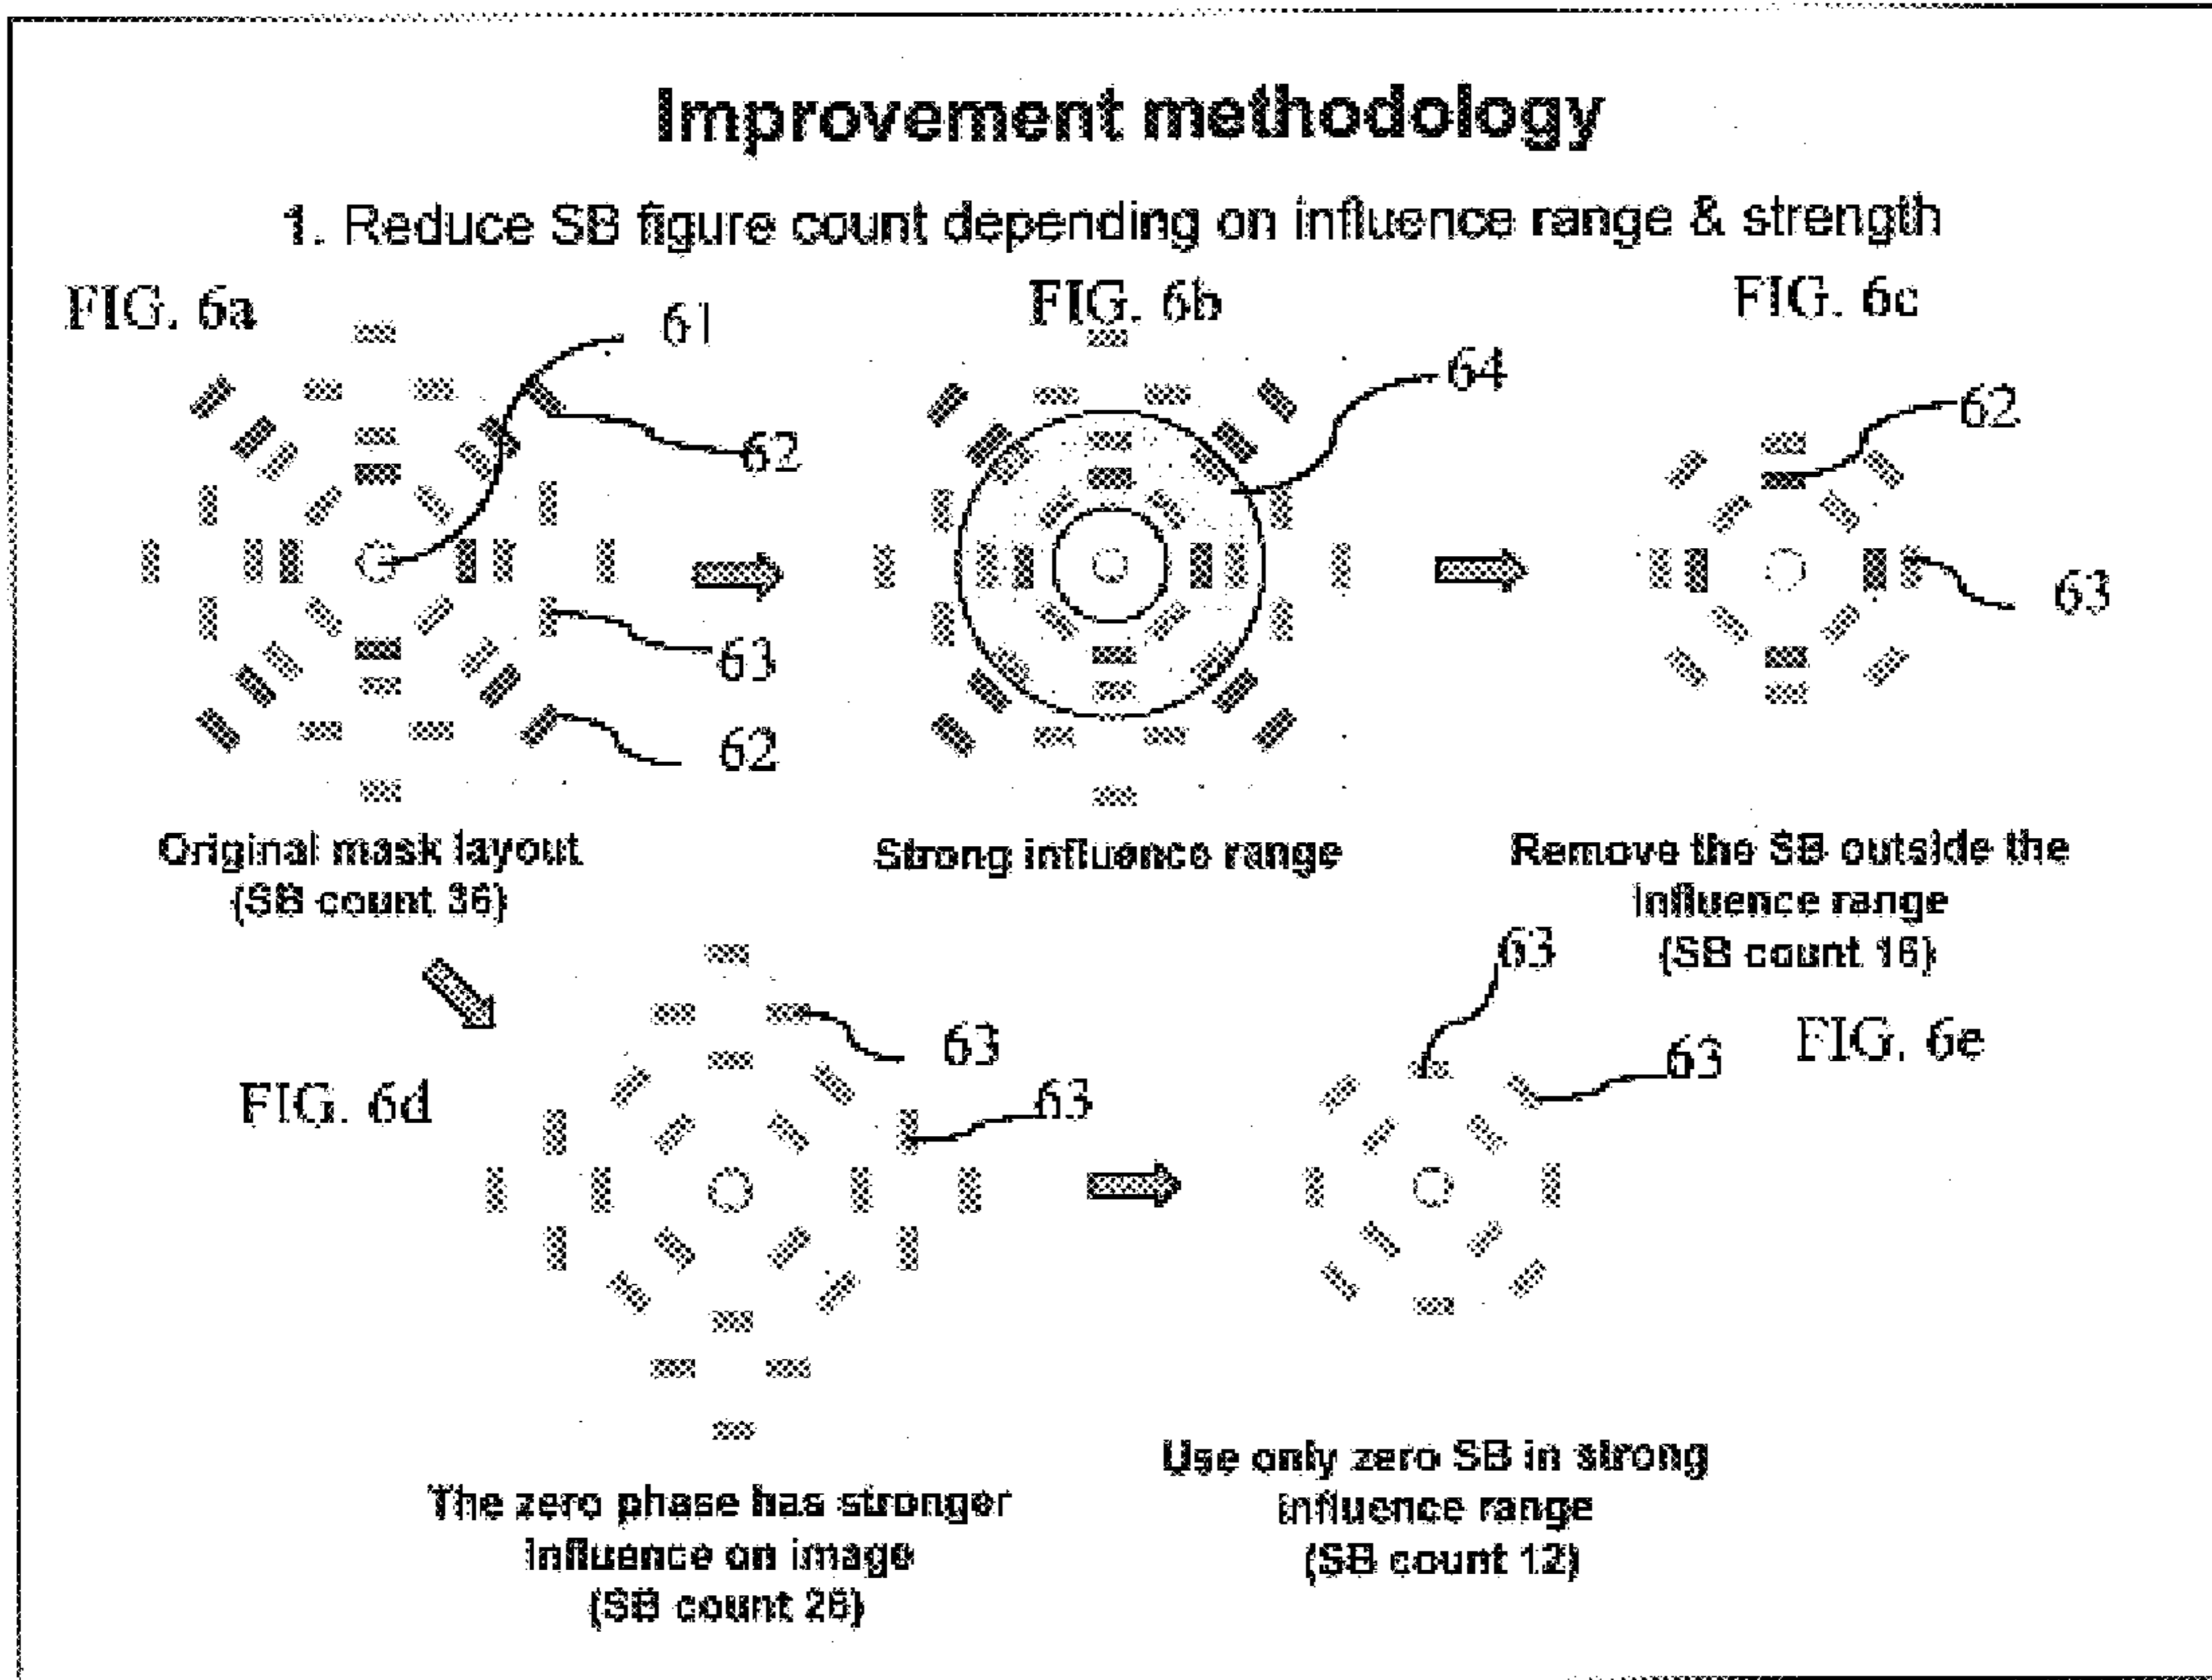 Improvement methodology
1. Reduce SB figure count depending on influence range & strength
FIG. 6a
FIG. 6b
FIG. 6c
61
64
62
62
63
63
62
Original mask layout
(SB count 36)
Strong influence range
Remove the SB outside the
influence range
(SB count 16)
63
63
FIG. 6d
63
63
FIG. 6e
The zero phase has stronger
influence on image
(SB count 26)
Use only zero SB in strong
influence range
(SB count 12)